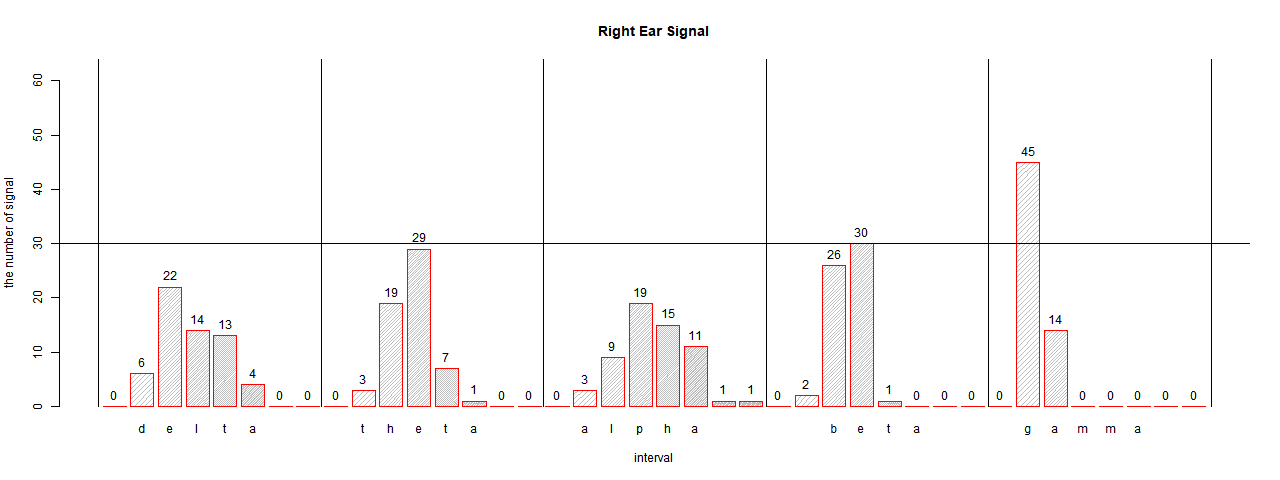 Right Ear Signal
the number of signal
60
50
40
30
20
10
0
0 6 22 14 13 4 0 0
0 3 19 29 7 1 0 0
0 3 9 19 15 11 1 1
0 2 26 30 1 0 0 0
0 45 14 0 0 0 0 0
d e l t a t h e t a a l p h a b e t a g a m m a
interval